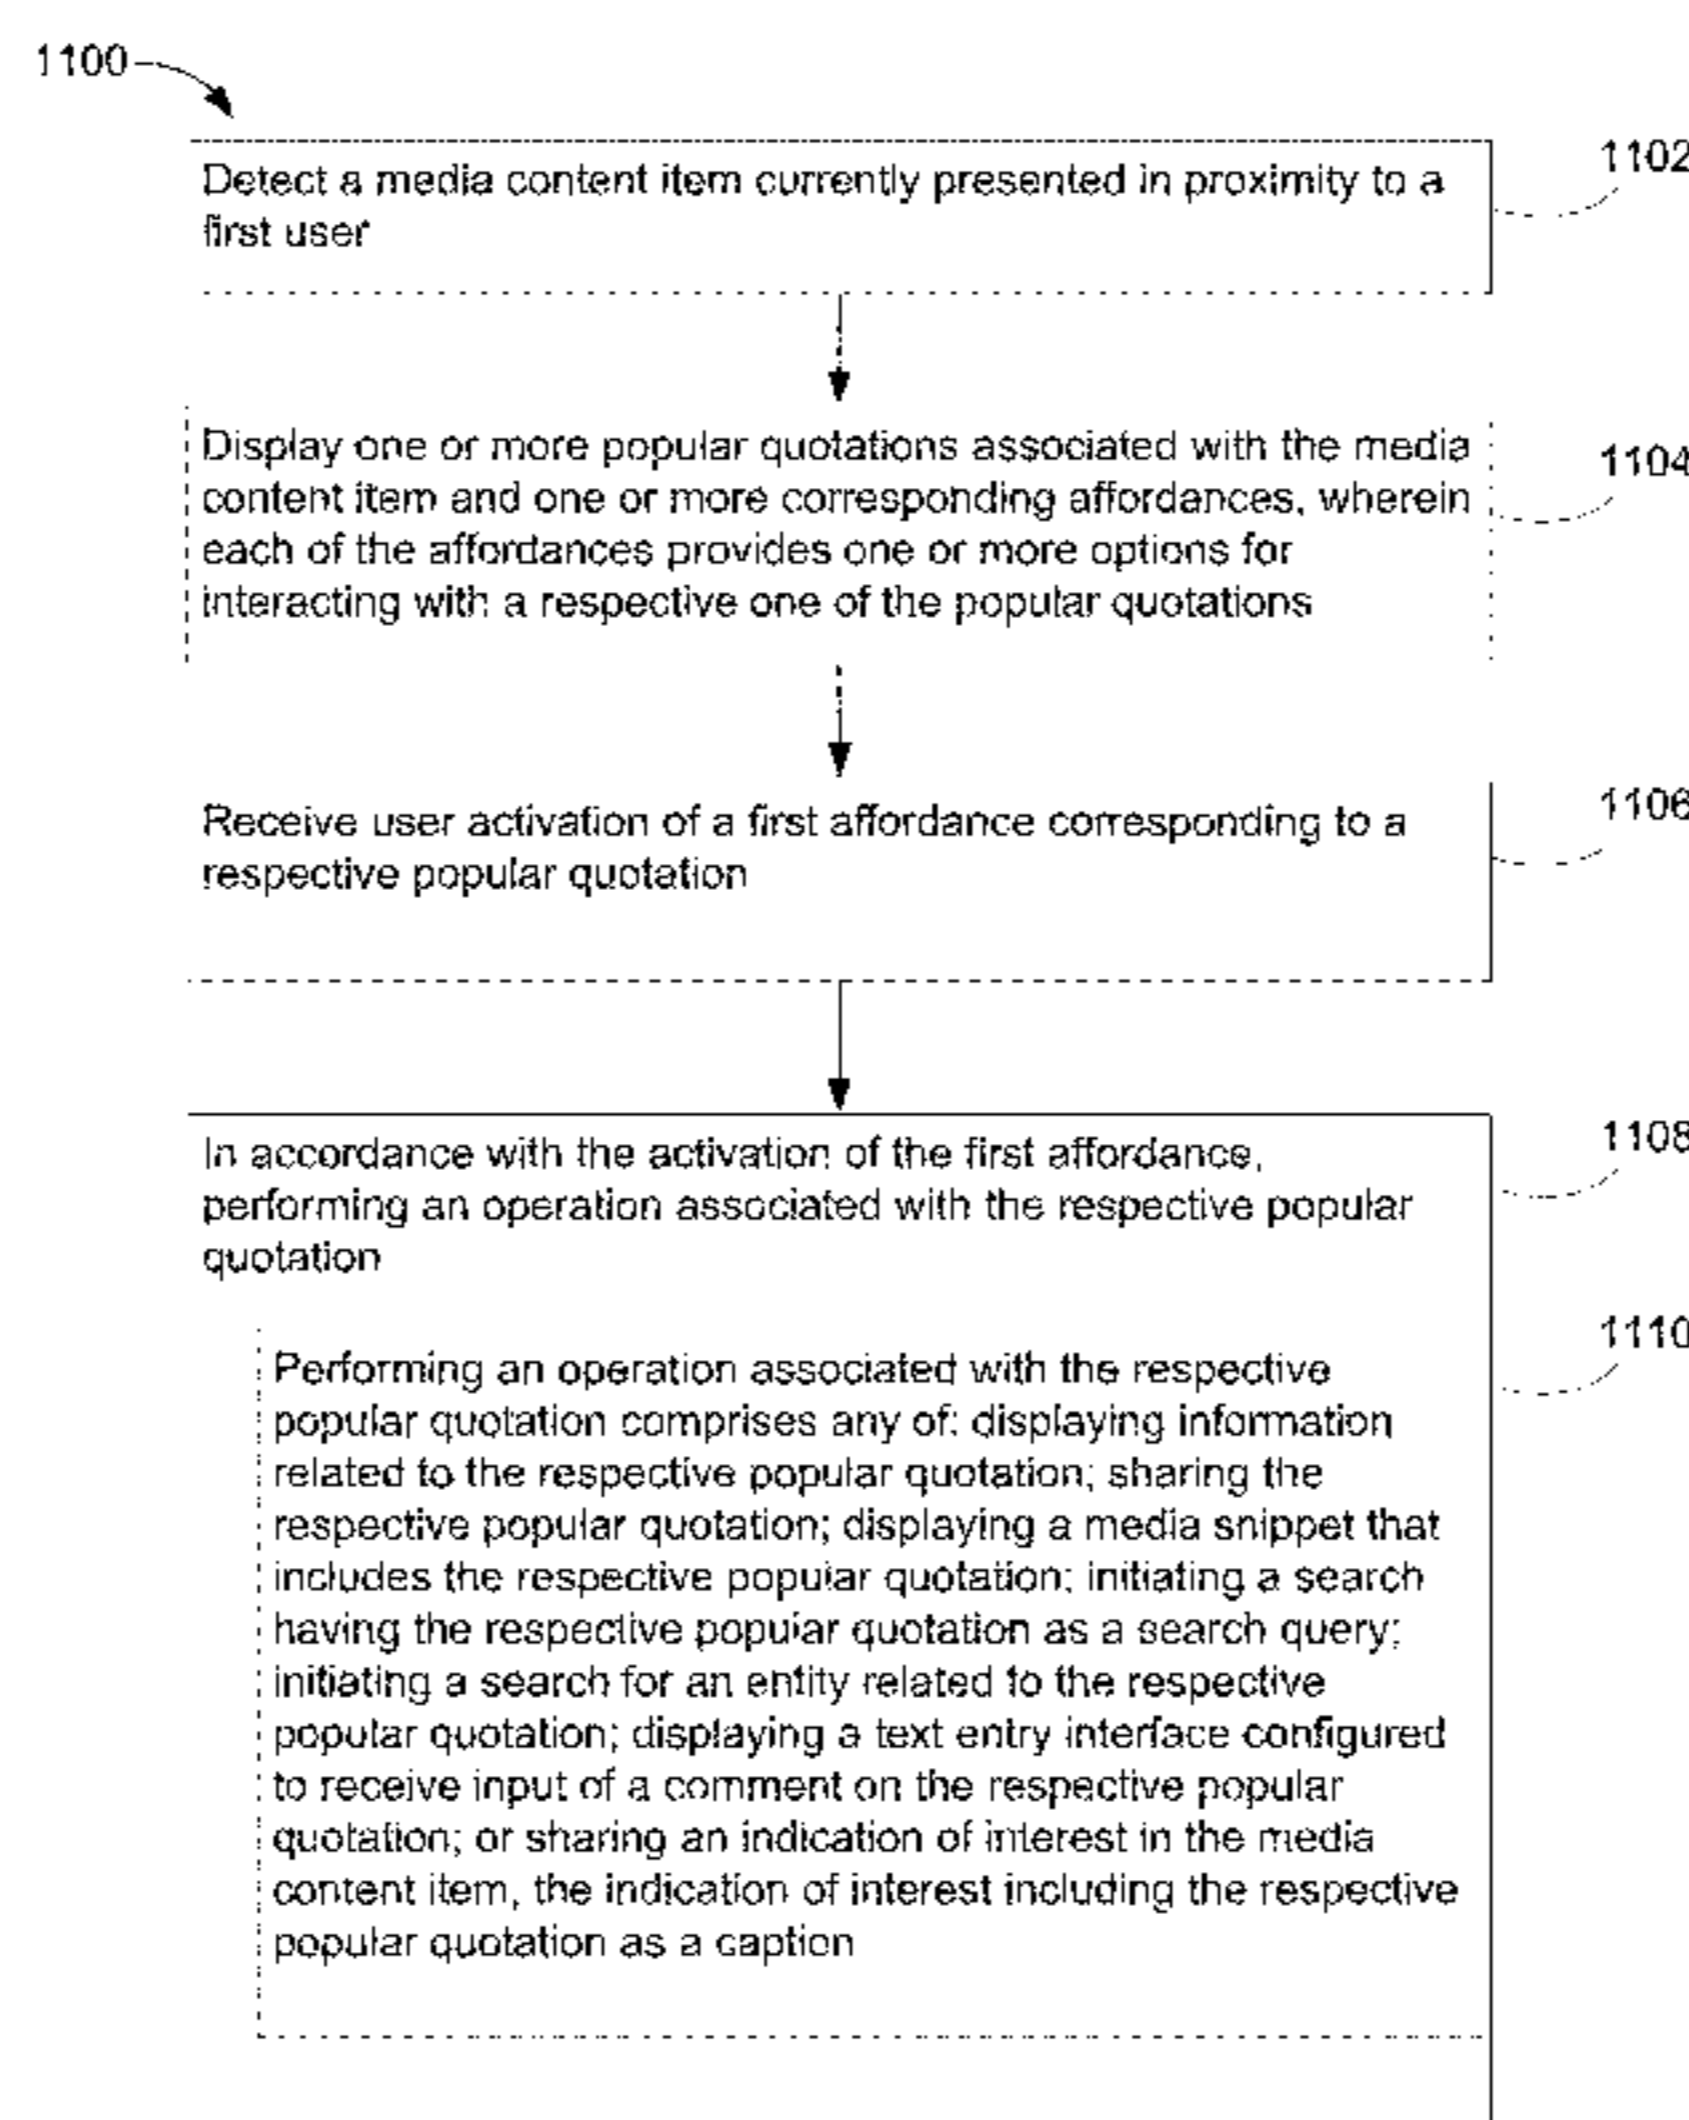 1100
1102
Detect a media content item currently presented in proximity to a
first user
1104
Display one or more popular quotations associated with the media
content item and one or more corresponding affordances, wherein
each of the affordances provides one or more options for
interacting with a respective one of the popular quotations
1106
Receive user activation of a first affordance corresponding to a
respective popular quotation
1108
In accordance with the activation of the first affordance,
performing an operation associated with the respective popular
quotation
1110
Performing an operation associated with the respective
popular quotation comprises any of: displaying information
related to the respective popular quotation; sharing the
respective popular quotation; displaying a media snippet that
includes the respective popular quotation; initiating a search
having the respective popular quotation as a search query;
initiating a search for an entity related to the respective
popular quotation; displaying a text entry interface configured
to receive input of a comment on the respective popular
quotation; or sharing an indication of interest in the media
content item, the indication of interest including the respective
popular quotation as a caption